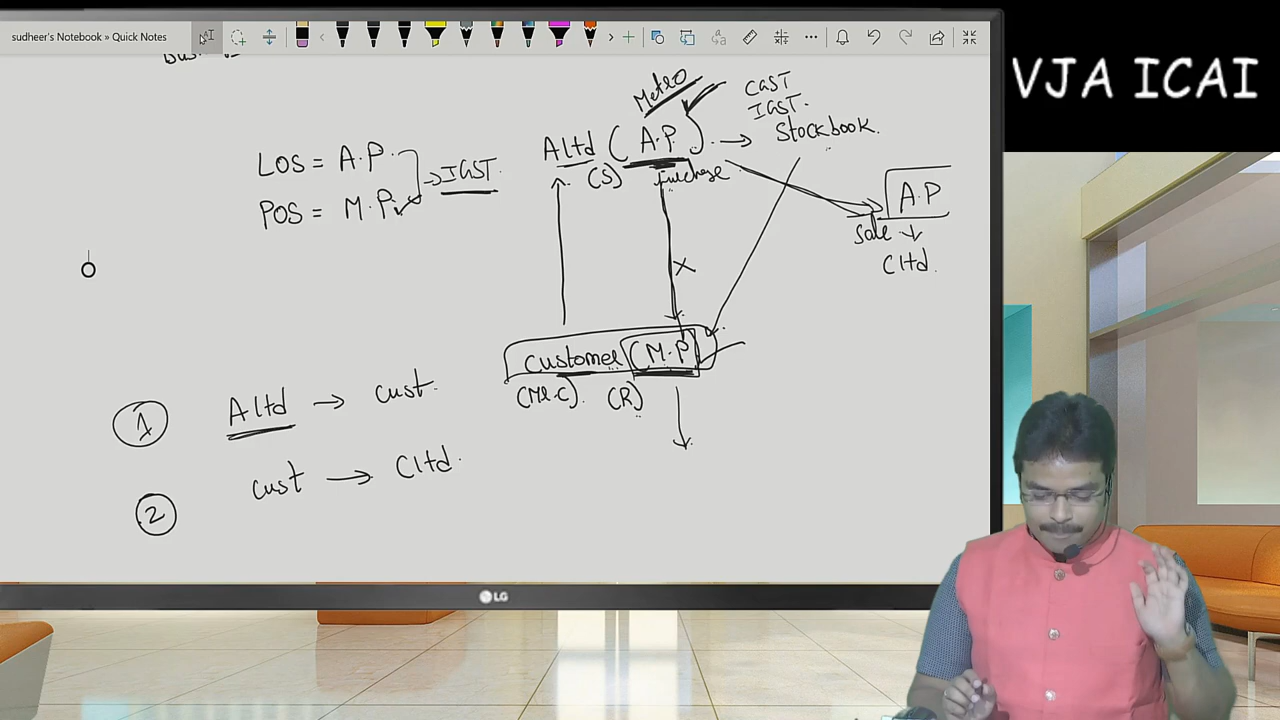 sudheer's Notebook » Quick Notes
VJA ICAI
Metro
CGST
IGST.
Altd (A.P) → Stockbook.
(S) Purchase
LOS = A.P. → IGST
POS = M.P.
A.P
Sale
Cltd.
X
Customer (M.P)
(Mr.C). (R)
1 Altd → cust.
2 cust → Cltd.
LG